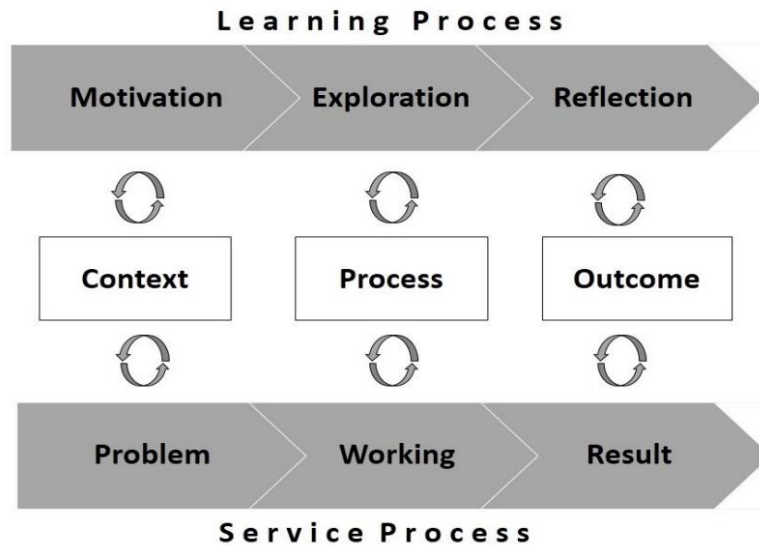 Learning Process
Motivation Exploration Reflection
Context Process Outcome
Problem Working Result
Service Process